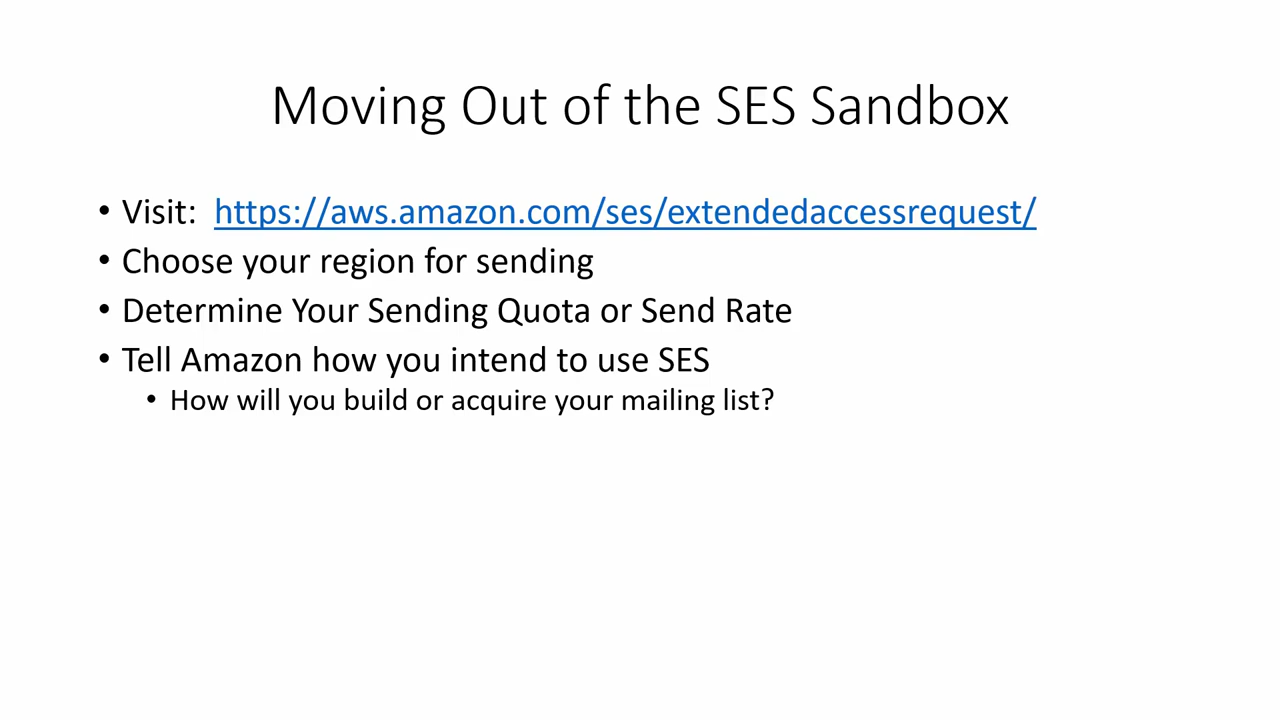 Moving Out of the SES Sandbox
• Visit: https://aws.amazon.com/ses/extendedaccessrequest/
• Choose your region for sending
• Determine Your Sending Quota or Send Rate
• Tell Amazon how you intend to use SES
• How will you build or acquire your mailing list?